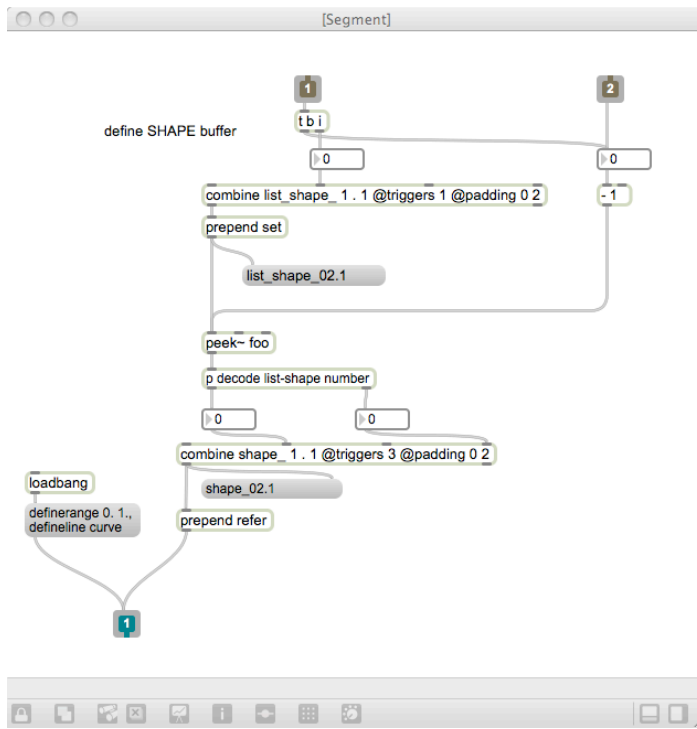 [Segment]
1
2
t b i
define SHAPE buffer
0
0
combine list_shape_ 1 . 1 @triggers 1 @padding 0 2
- 1
prepend set
list_shape_02.1
peek~ foo
p decode list-shape number
0
0
combine shape_ 1 . 1 @triggers 3 @padding 0 2
loadbang
shape_02.1
definerange 0. 1.,
defineline curve
prepend refer
1